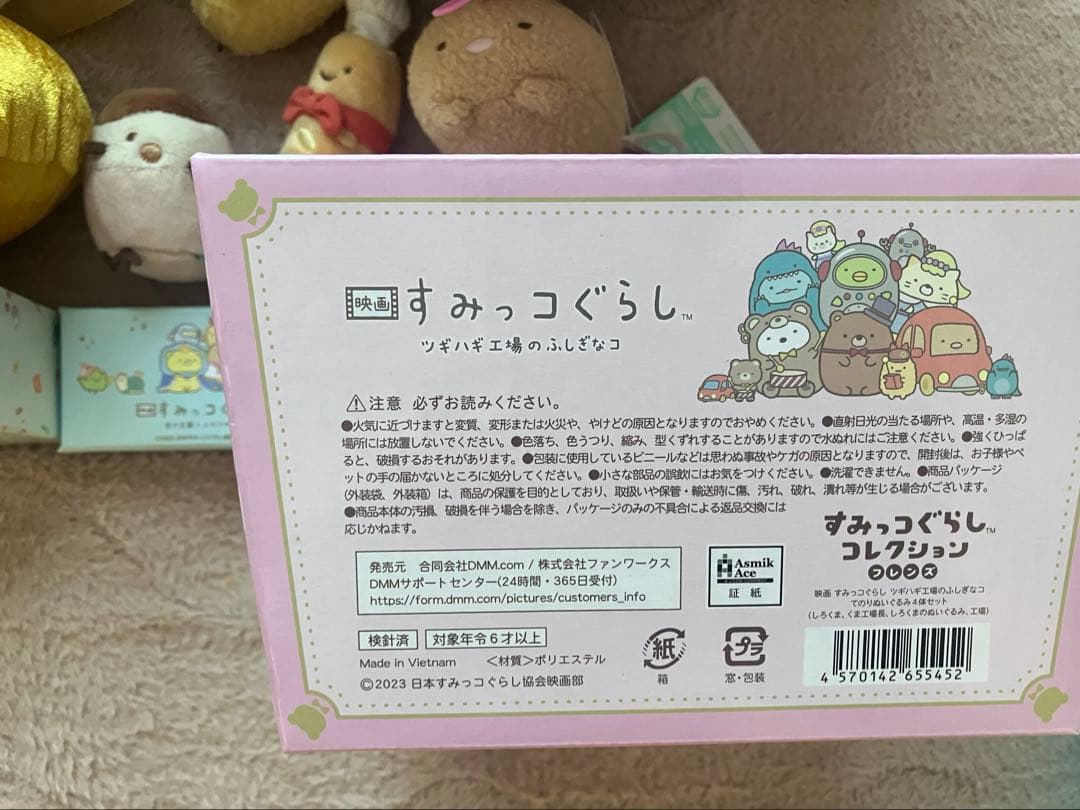 映画 すみっコぐらし™
ツギハギ工場のふしぎなコ
⚠注意 必ずお読みください。
●火気に近づけますと変質、変形または火災や、やけどの原因となりますのでおやめください。●直射日光の当たる場所や、高温・多湿の
場所には放置しないでください。●色落ち、色うつり、縮み、型くずれすることがありますので水ぬれにはご注意ください。●強くひっぱ
ると、破損するおそれがあります。●包装に使用しているビニールなどは思わぬ事故やケガの原因となりますので、開封後は、お子様やペ
ットの手の届かないところに処分してください。●小さな部品の誤飲にはお気をつけください。●洗濯できません。●商品パッケージ
(外装袋、外装箱)は、商品の保護を目的としており、取扱いや保管・輸送時に傷、汚れ、破れ、潰れ等が生じる場合がございます。
●商品本体の汚損、破損を伴う場合を除き、パッケージのみの不具合による返品交換には
応じかねます。
発売元 合同会社DMM.com / 株式会社ファンワークス
DMMサポートセンター(24時間・365日受付)
https://form.dmm.com/pictures/customers_info
Asmik
Ace
証紙
すみっコぐらし™
コレクション
フレンズ
映画 すみっコぐらし ツギハギ工場のふしぎなコ
てのりぬいぐるみ4体セット
(しろくま、くま工場長、しろくまのぬいぐるみ、工場)
検針済 対象年令6才以上
Made in Vietnam <材質>ポリエステル
©2023 日本すみっコぐらし協会映画部
紙
箱
プラ
窓・包装
4 570142 655452
映画 すみっコぐ